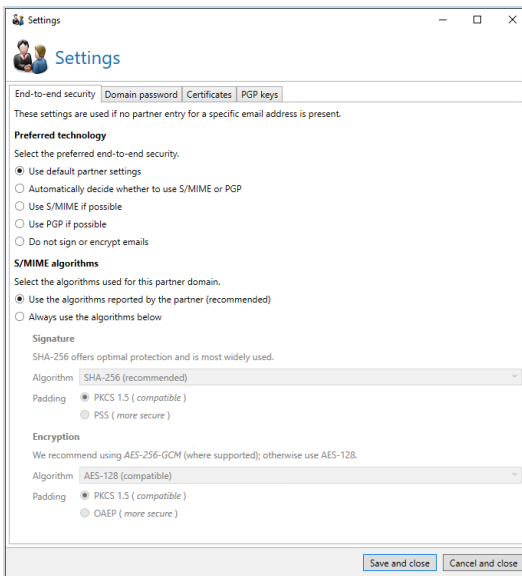 Settings
Settings
End-to-end security Domain password Certificates PGP keys
These settings are used if no partner entry for a specific email address is present.
Preferred technology
Select the preferred end-to-end security.
Use default partner settings
Automatically decide whether to use S/MIME or PGP
Use S/MIME if possible
Use PGP if possible
Do not sign or encrypt emails
S/MIME algorithms
Select the algorithms used for this partner domain.
Use the algorithms reported by the partner (recommended)
Always use the algorithms below
Signature
SHA-256 offers optimal protection and is most widely used.
Algorithm SHA-256 (recommended)
Padding PKCS 1.5 ( compatible )
PSS ( more secure )
Encryption
We recommend using AES-256-GCM (where supported); otherwise use AES-128.
Algorithm AES-128 (compatible)
Padding PKCS 1.5 ( compatible )
OAEP ( more secure )
Save and close Cancel and close